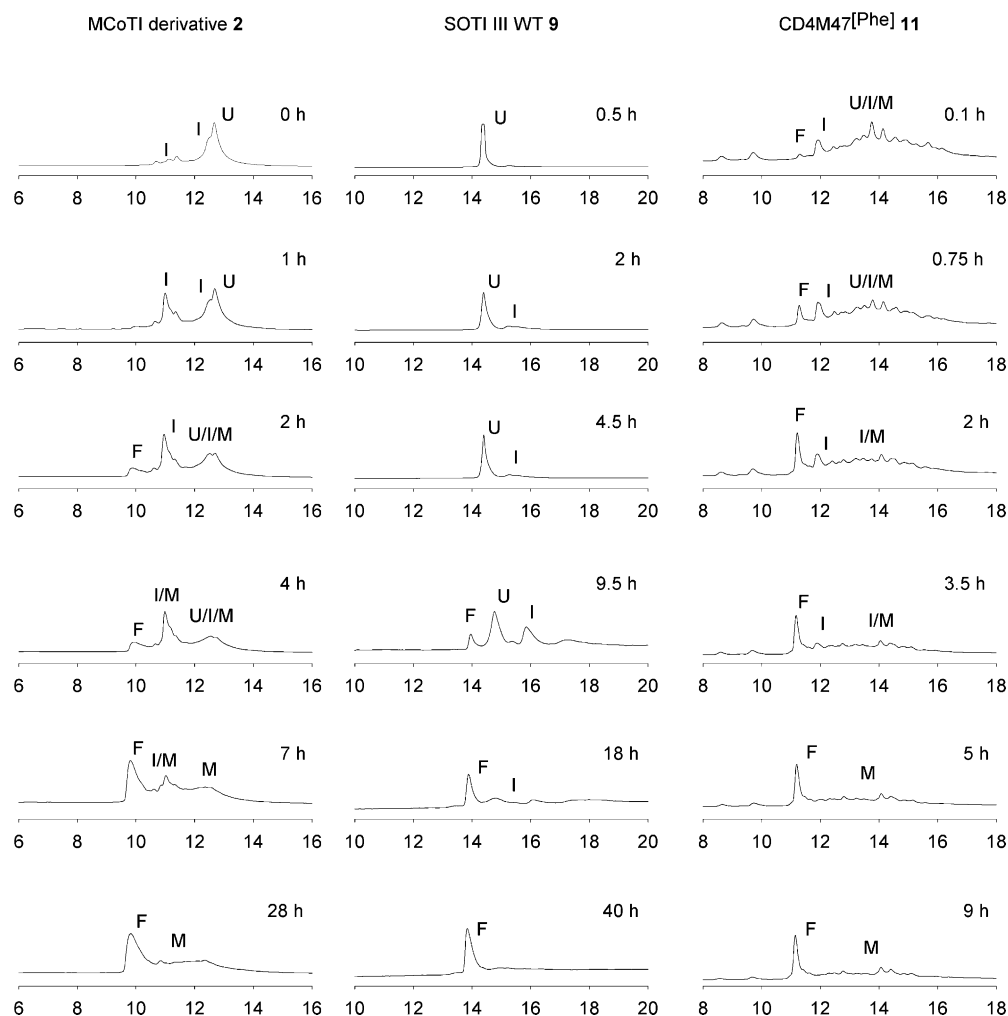 MCoTI derivative 2 SOTI III WT 9 CD4M47[Phe] 11
U/I/M
U 0 h 0.5 h 0.1 h
I U F I
I
6 8 10 12 14 16 10 12 14 16 18 20 8 10 12 14 16 18
1 h 2 h 0.75 h
I I U U F I U/I/M
I
6 8 10 12 14 16 10 12 14 16 18 20 8 10 12 14 16 18
2 h 4.5 h 2 h
F I U/I/M U I F I I/M
6 8 10 12 14 16 10 12 14 16 18 20 8 10 12 14 16 18
4 h 9.5 h 3.5 h
F I/M U/I/M F U I F I I/M
6 8 10 12 14 16 10 12 14 16 18 20 8 10 12 14 16 18
7 h 18 h 5 h
F I/M M F I F M
6 8 10 12 14 16 10 12 14 16 18 20 8 10 12 14 16 18
28 h 40 h 9 h
F M F F M
6 8 10 12 14 16 10 12 14 16 18 20 8 10 12 14 16 18